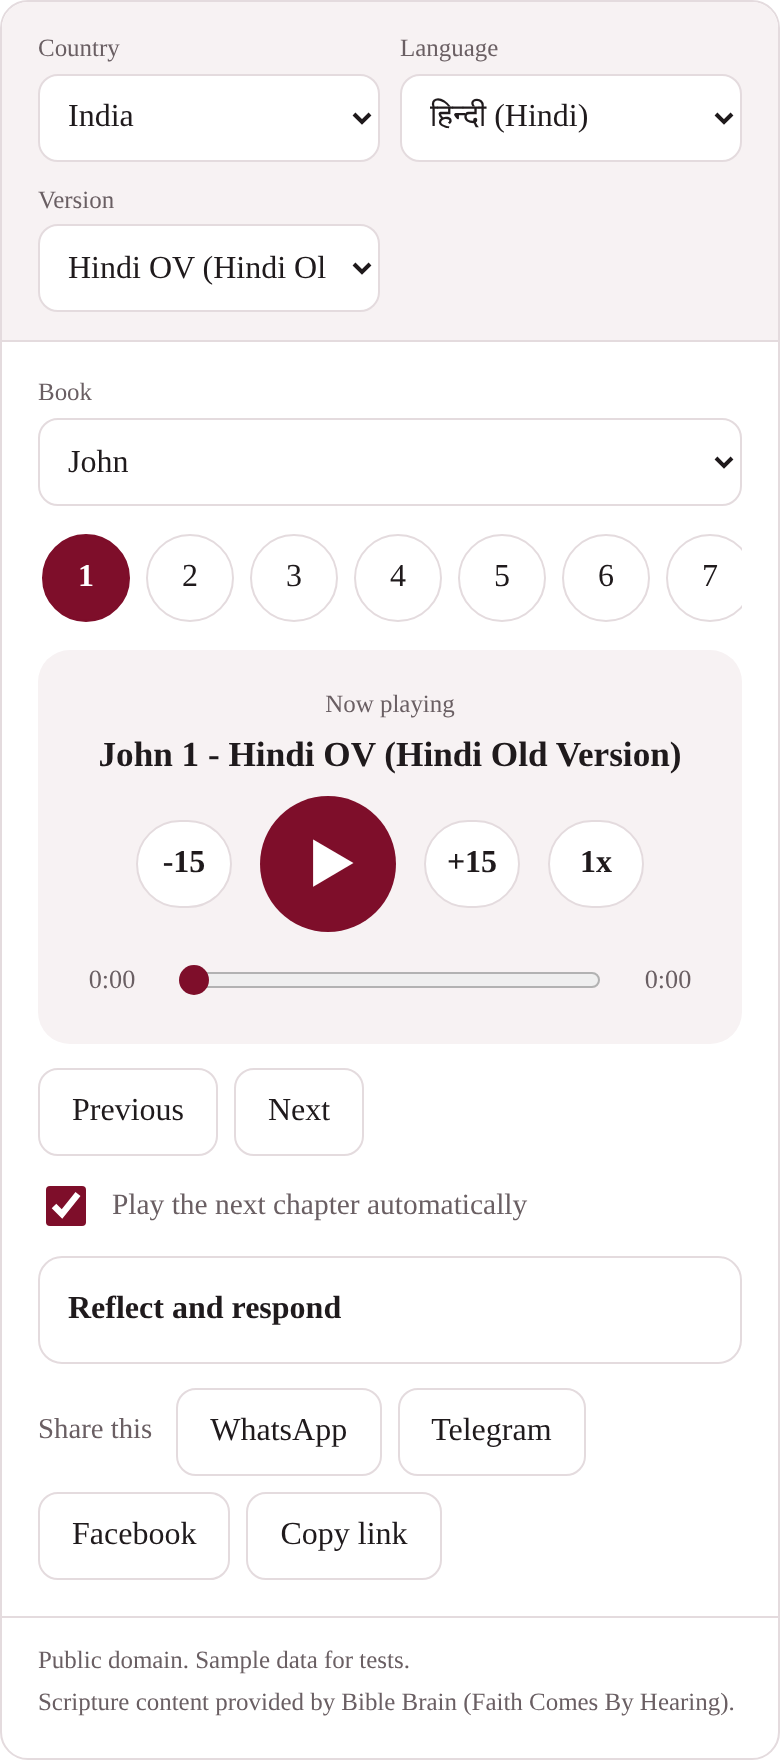 Country
Language
India
हिन्दी (Hindi)
Version
Hindi OV (Hindi Ol
Book
John
1 2 3 4 5 6 7
Now playing
John 1 - Hindi OV (Hindi Old Version)
-15 +15 1x
0:00 0:00
Previous Next
Play the next chapter automatically
Reflect and respond
Share this WhatsApp Telegram
Facebook Copy link
Public domain. Sample data for tests.
Scripture content provided by Bible Brain (Faith Comes By Hearing).